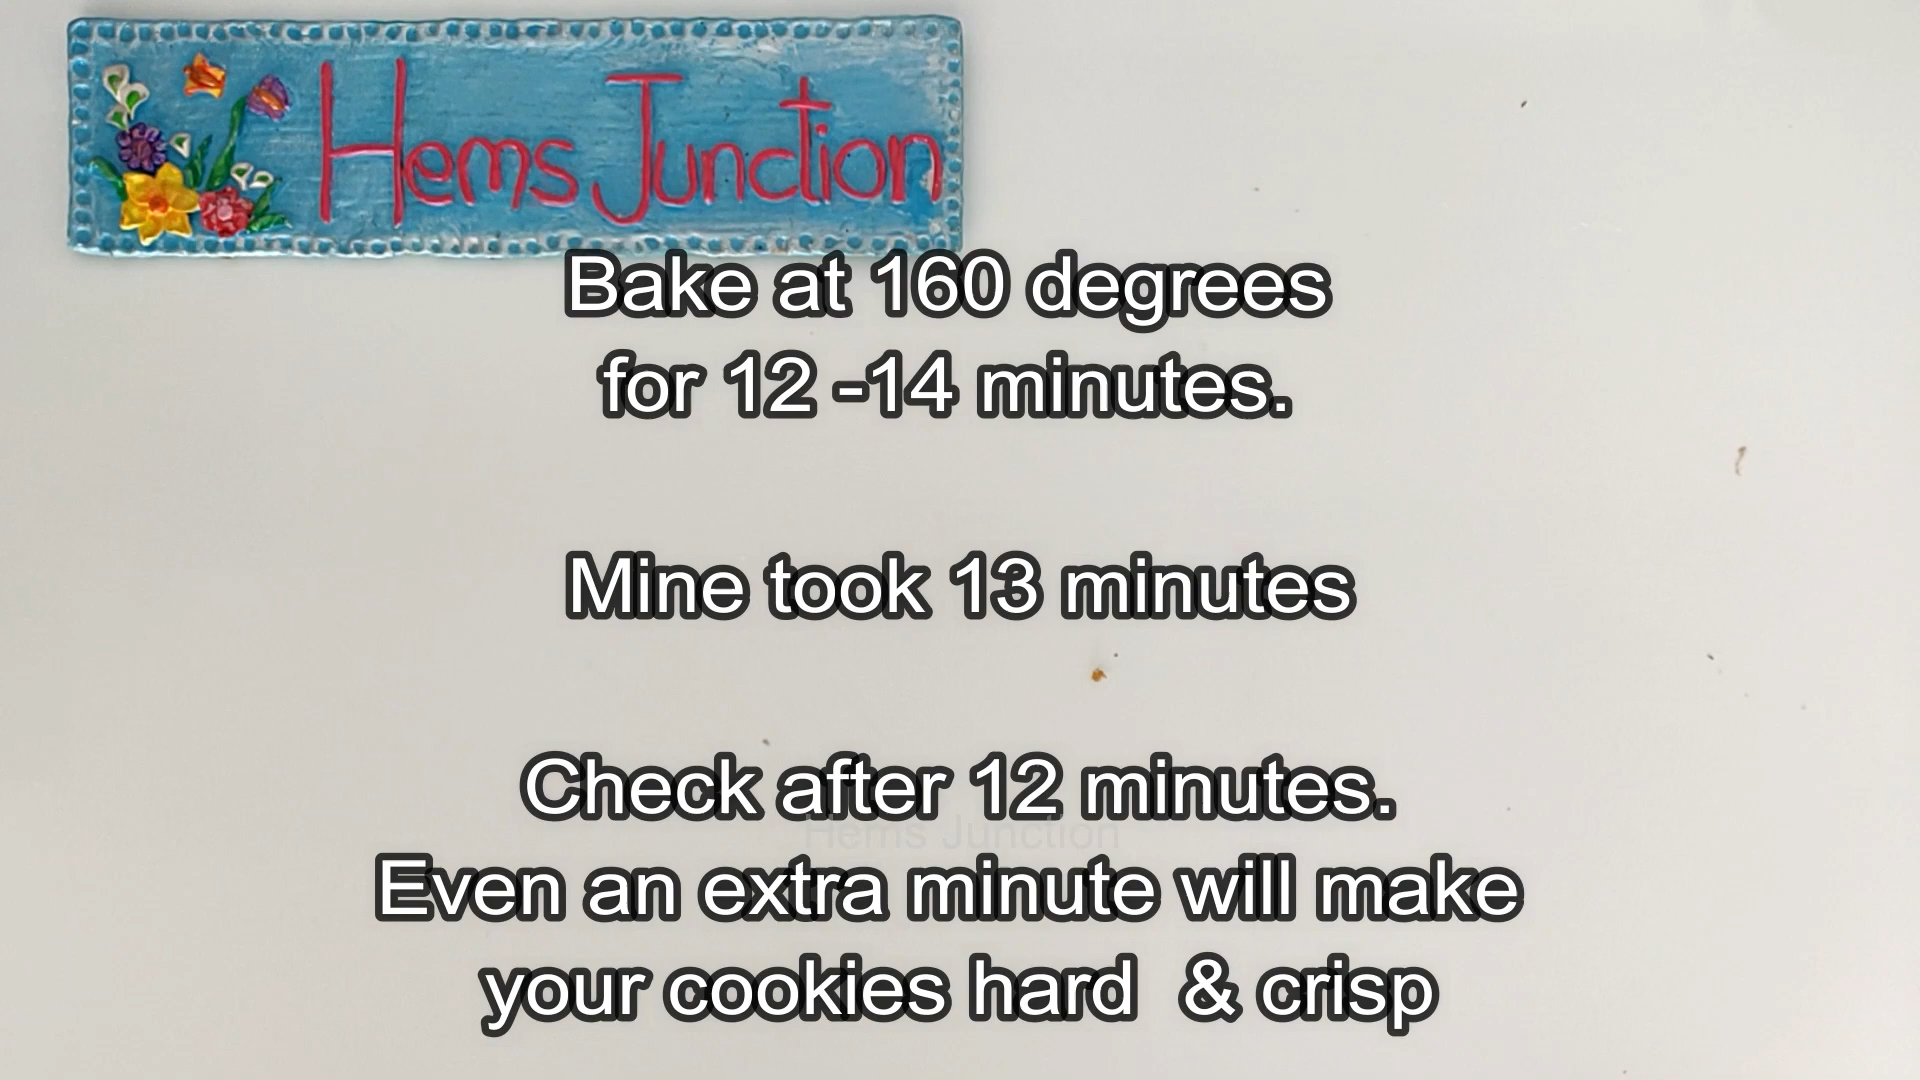 Hems Junction
Bake at 160 degrees
for 12 -14 minutes.
Mine took 13 minutes
Check after 12 minutes.
Hems Junction
Even an extra minute will make
your cookies hard  & crisp